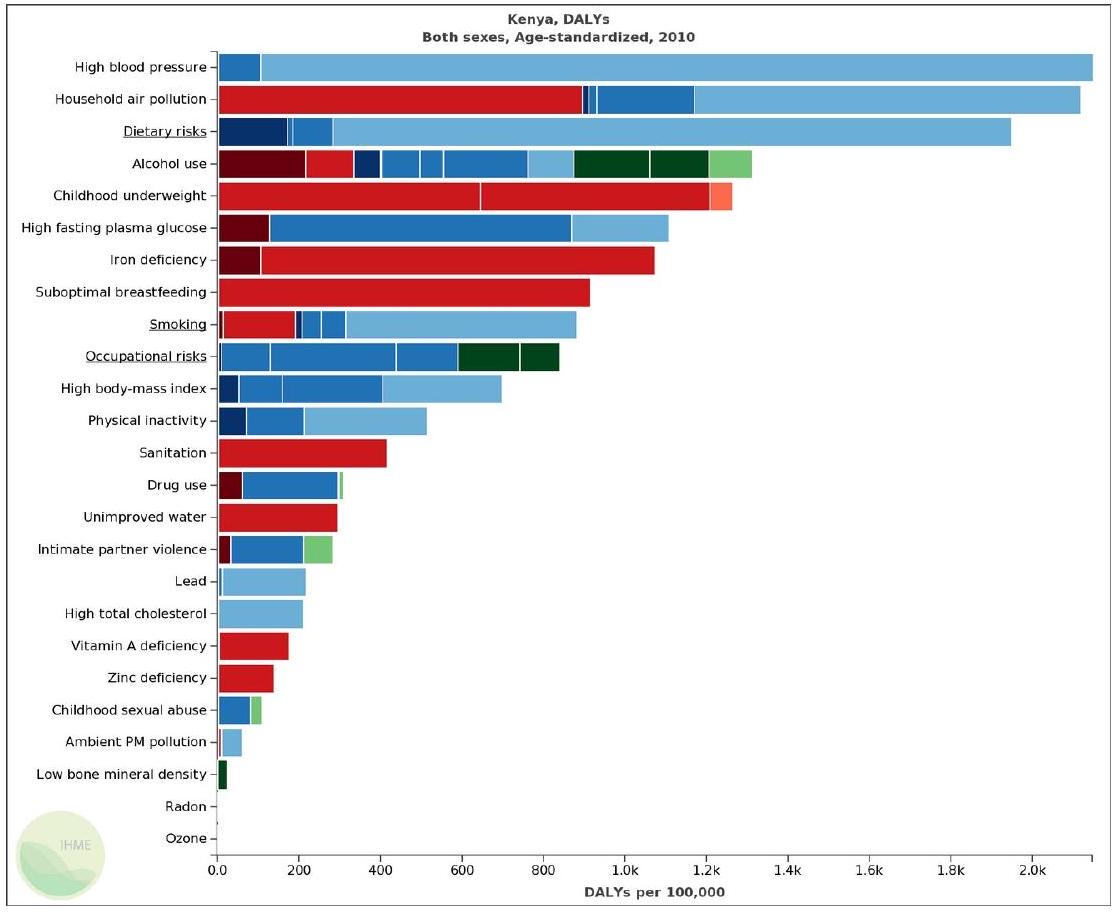 Kenya, DALYs
Both sexes, Age-standardized, 2010
High blood pressure
Household air pollution
Dietary risks
Alcohol use
Childhood underweight
High fasting plasma glucose
Iron deficiency
Suboptimal breastfeeding
Smoking
Occupational risks
High body-mass index
Physical inactivity
Sanitation
Drug use
Unimproved water
Intimate partner violence
Lead
High total cholesterol
Vitamin A deficiency
Zinc deficiency
Childhood sexual abuse
Ambient PM pollution
Low bone mineral density
Radon
Ozone
IHME
0.0 200 400 600 800 1.0k 1.2k 1.4k 1.6k 1.8k 2.0k
DALYs per 100,000